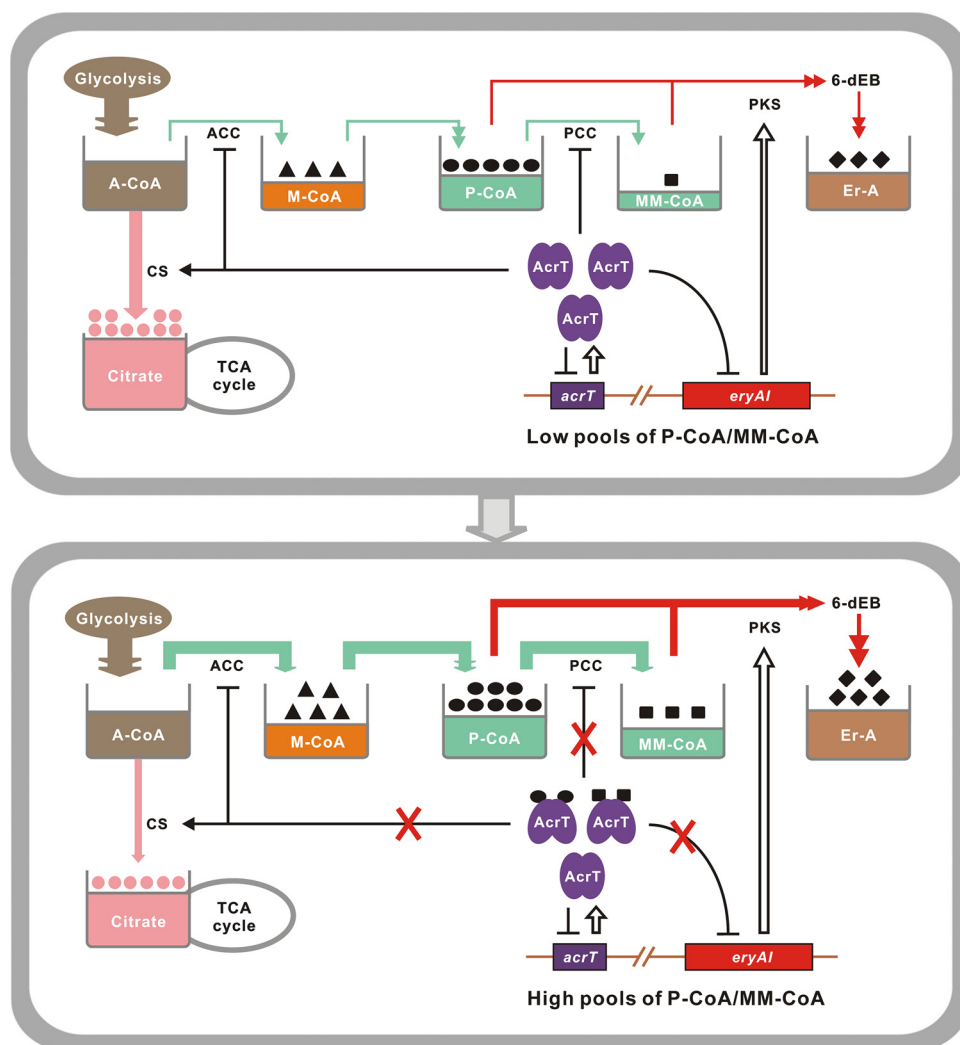 Glycolysis
6-dEB
PKS
ACC
PCC
A-CoA
M-CoA
P-CoA
MM-CoA
Er-A
CS
AcrT
AcrT
AcrT
Citrate
TCA
cycle
acrT
eryAI
Low pools of P-CoA/MM-CoA
Glycolysis
6-dEB
PKS
ACC
PCC
A-CoA
M-CoA
P-CoA
MM-CoA
Er-A
CS
AcrT
AcrT
AcrT
Citrate
TCA
cycle
acrT
eryAI
High pools of P-CoA/MM-CoA